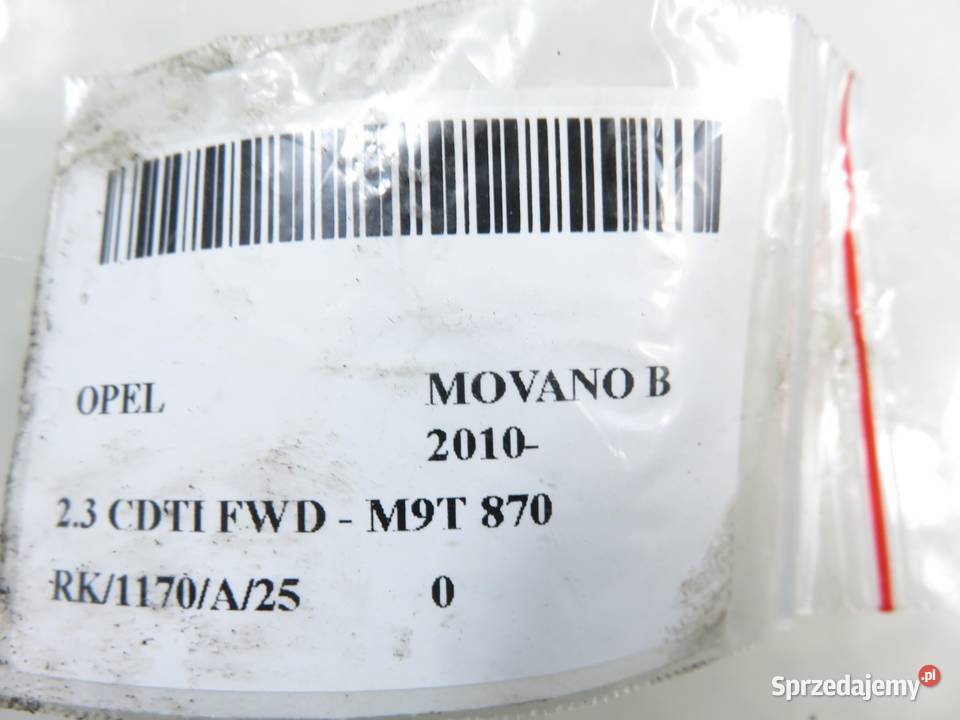 OPEL MOVANO B
2010-
2.3 CDTI FWD - M9T 870
RK/1170/A/25 0
Sprzedajemy.pl